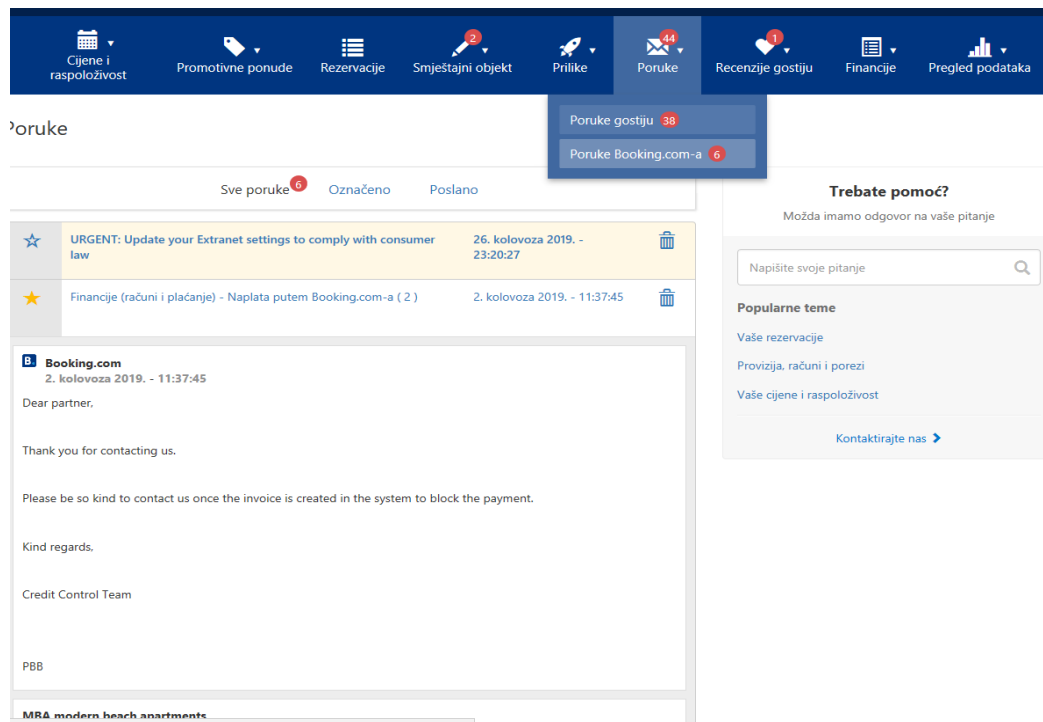 2
44
1
Cijene i
raspoloživost
Promotivne ponude
Rezervacije
Smještajni objekt
Prilike
Poruke
Recenzije gostiju
Financije
Pregled podataka
Poruke gostiju 38
Poruke Booking.com-a 6
Poruke
Sve poruke 6
Označeno
Poslano
URGENT: Update your Extranet settings to comply with consumer
law
26. kolovoza 2019. -
23:20:27
Financije (računi i plaćanje) - Naplata putem Booking.com-a ( 2 )
2. kolovoza 2019. - 11:37:45
B. Booking.com
2. kolovoza 2019. - 11:37:45
Dear partner,
Thank you for contacting us.
Please be so kind to contact us once the invoice is created in the system to block the payment.
Kind regards,
Credit Control Team
PBB
MBA modern beach apartments
Trebate pomoć?
Možda imamo odgovor na vaše pitanje
Napišite svoje pitanje
Popularne teme
Vaše rezervacije
Provizija, računi i porezi
Vaše cijene i raspoloživost
Kontaktirajte nas